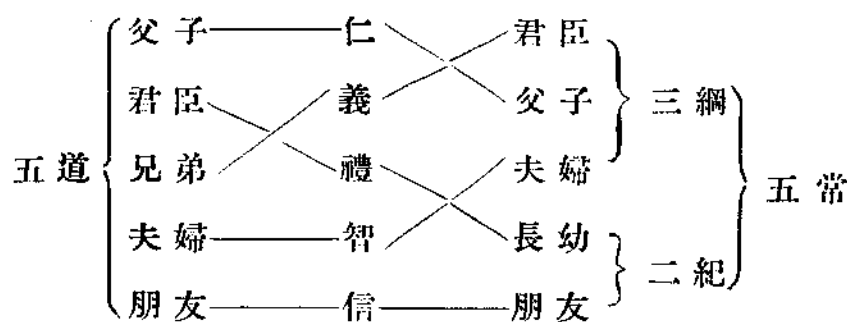 父子 仁 君臣
君臣 義 父子 三綱
五道 兄弟 禮 夫婦 五常
夫婦 智 長幼 二紀
朋友 信 朋友